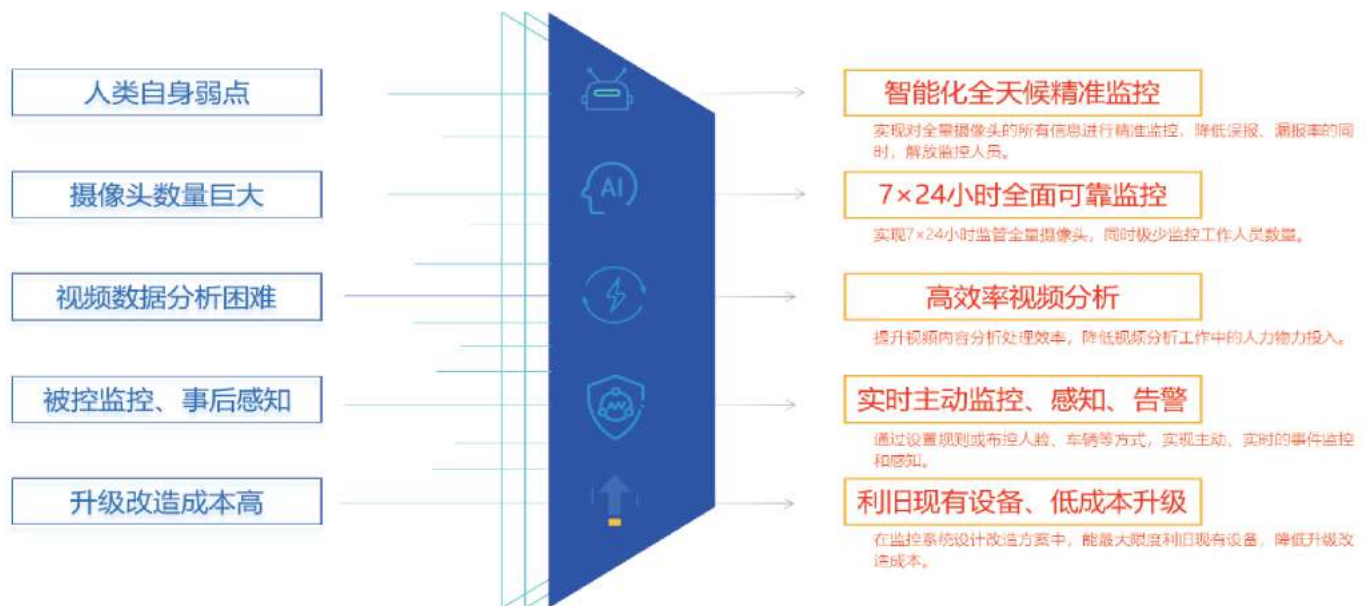 人类自身弱点
智能化全天候精准监控
实现对全量摄像头的所有信息进行精准监控，降低误报、漏报率的同
时，解放监控人员。
摄像头数量巨大
AI
7×24小时全面可靠监控
实现7×24小时监管全量摄像头，同时极少监控工作人员数量。
视频数据分析困难
高效率视频分析
提升视频内容分析处理效率，降低视频分析工作中的人力物力投入。
被控监控、事后感知
实时主动监控、感知、告警
通过设置规则或布控人脸、车辆等方式，实现主动、实时的事件监控
和感知。
升级改造成本高
利旧现有设备、低成本升级
在监控系统设计改造方案中，能最大限度利旧现有设备，降低升级改
造成本。